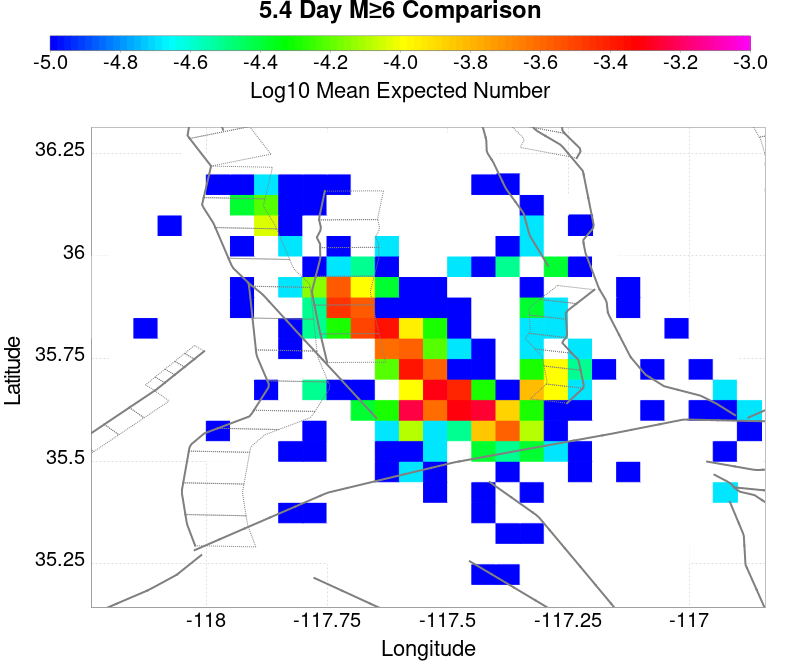 5.4 Day M≥6 Comparison
-5.0 -4.8 -4.6 -4.4 -4.2 -4.0 -3.8 -3.6 -3.4 -3.2 -3.0
Log10 Mean Expected Number
36.25
36
35.75
35.5
35.25
Latitude
-118 -117.75 -117.5 -117.25 -117
Longitude